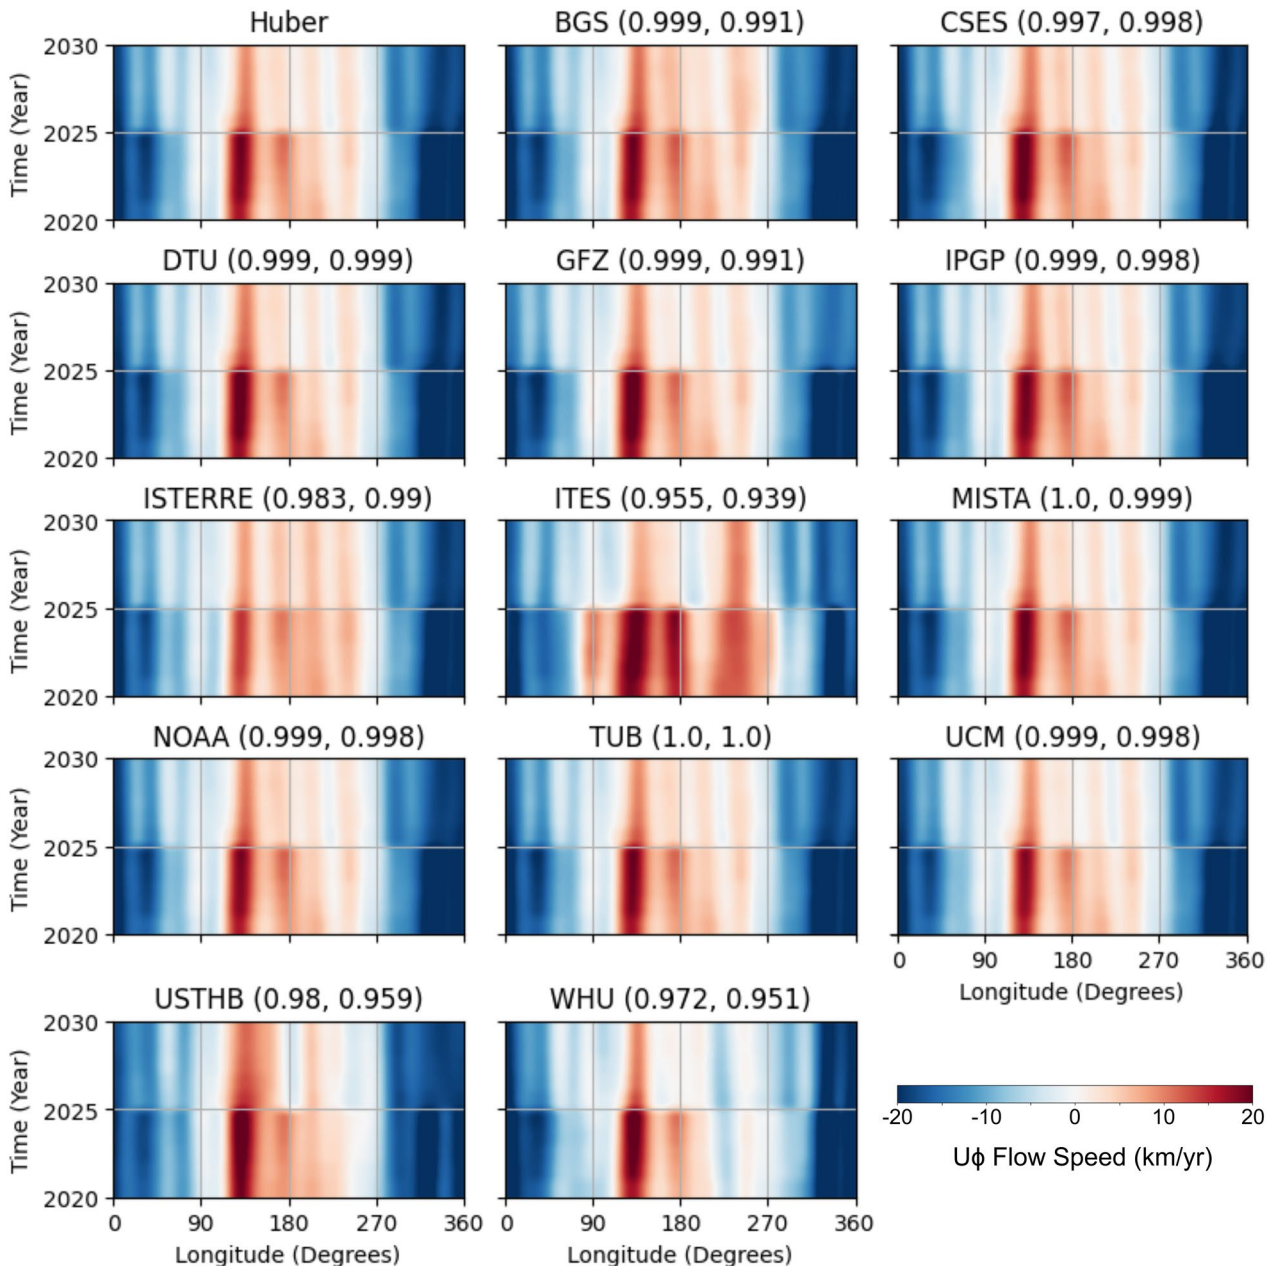 Huber
BGS (0.999, 0.991)
CSES (0.997, 0.998)
2030
2025
2020
Time (Year)
DTU (0.999, 0.999)
GFZ (0.999, 0.991)
IPGP (0.999, 0.998)
2030
2025
2020
Time (Year)
ISTERRE (0.983, 0.99)
ITES (0.955, 0.939)
MISTA (1.0, 0.999)
2030
2025
2020
Time (Year)
NOAA (0.999, 0.998)
TUB (1.0, 1.0)
UCM (0.999, 0.998)
2030
2025
2020
Time (Year)
0 90 180 270 360
Longitude (Degrees)
USTHB (0.98, 0.959)
WHU (0.972, 0.951)
2030
2025
2020
Time (Year)
0 90 180 270 360
Longitude (Degrees)
0 90 180 270 360
Longitude (Degrees)
-20 -10 0 10 20
Uϕ Flow Speed (km/yr)